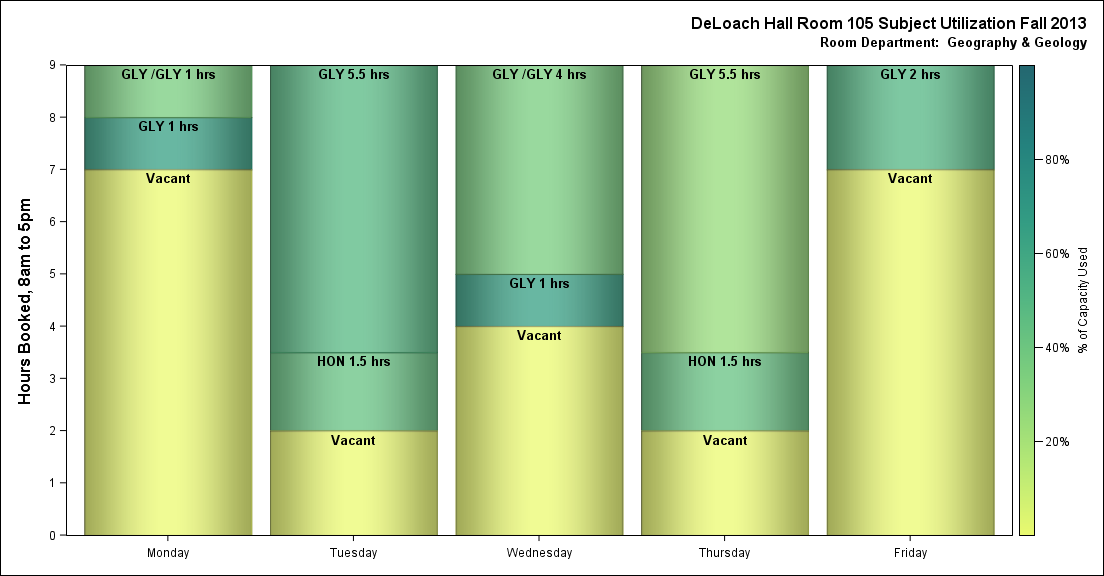 DeLoach Hall Room 105 Subject Utilization Fall 2013
Room Department:  Geography & Geology
Hours Booked, 8am to 5pm
9
8
7
6
5
4
3
2
1
0
GLY /GLY 1 hrs
GLY 1 hrs
Vacant
GLY 5.5 hrs
HON 1.5 hrs
Vacant
GLY /GLY 4 hrs
GLY 1 hrs
Vacant
GLY 5.5 hrs
HON 1.5 hrs
Vacant
GLY 2 hrs
Vacant
Monday
Tuesday
Wednesday
Thursday
Friday
80%
60%
40%
20%
% of Capacity Used